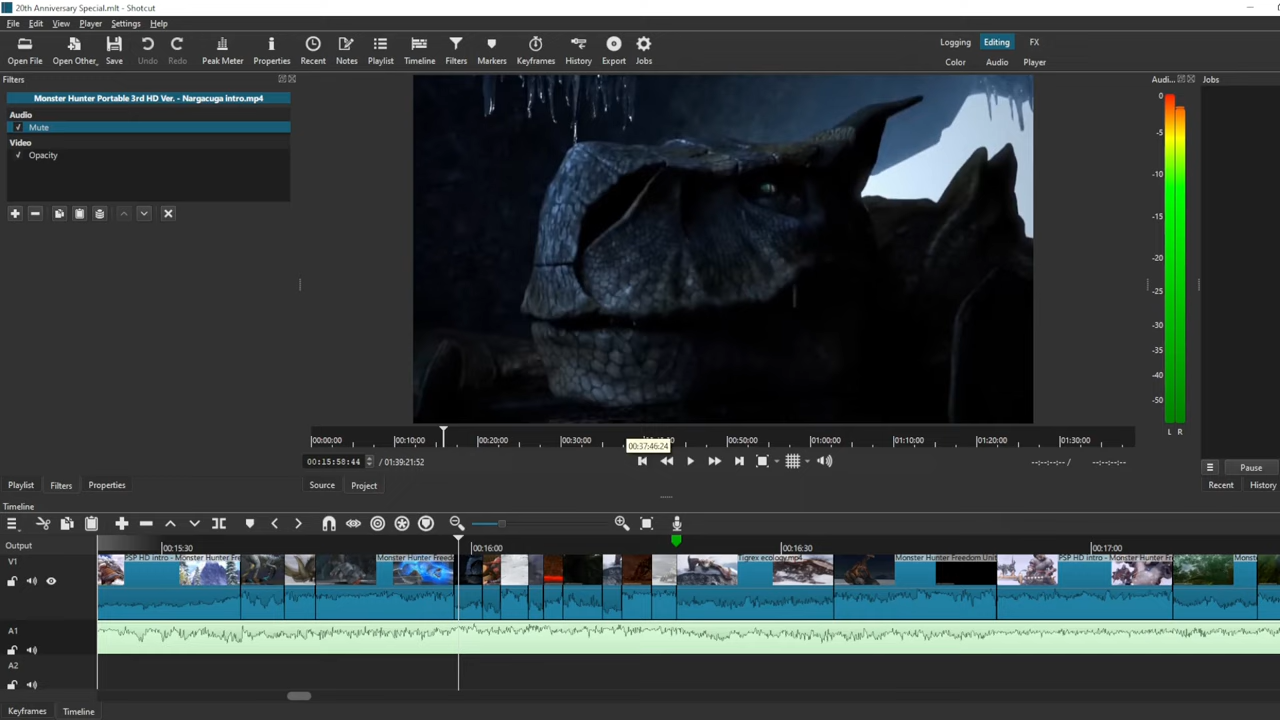 20th Anniversary Special.mlt - Shotcut
File Edit View Player Settings Help
Open File Open Other.. Save Undo Redo Peak Meter Properties Recent Notes Playlist Timeline Filters Markers Keyframes History Export Jobs
Logging Editing FX
Color Audio Player
Filters
Audi...
Jobs
Monster Hunter Portable 3rd HD Ver. - Nargacuga intro.mp4
Audio
Mute
Video
Opacity
0
-5
-10
-15
-20
-25
-30
-35
-40
-45
-50
L R
00:00:00 00:10:00 00:20:00 00:30:00 00:50:00 01:00:00 01:10:00 01:20:00 01:30:00
00:37:46:24
00:15:58:44 / 01:39:21:52
--:--:--:-- / --:--:--:--
Pause
Playlist Filters Properties
Source Project
Recent History
Timeline
Output
00:15:30 00:16:00 00:16:30 00:17:00
V1
PSP HD intro - Monster Hunter Fr
Monster Hunter Freed
Tigrex ecology.mp4
Monster Hunter Freedom Unit
PSP HD intro - Monster Hunter F
Monst
A1
A2
Keyframes Timeline